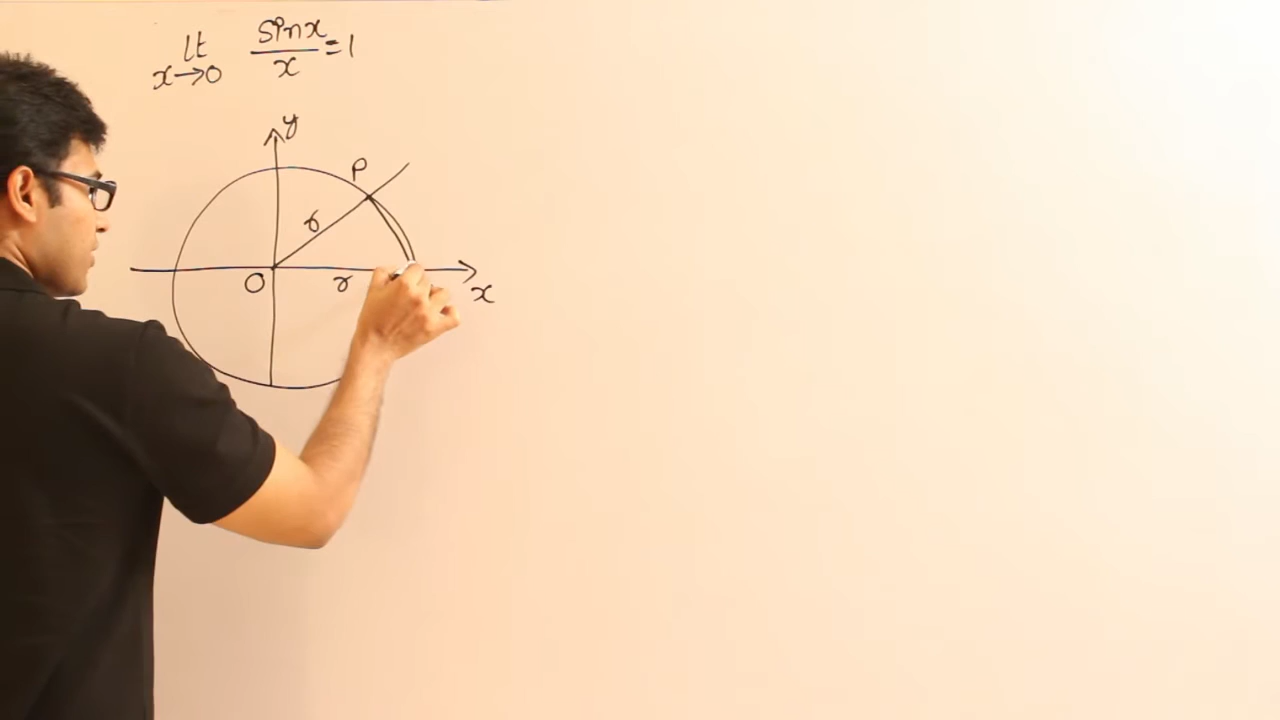 lt sinx/x = 1
x→0
y
P
r
O r
x